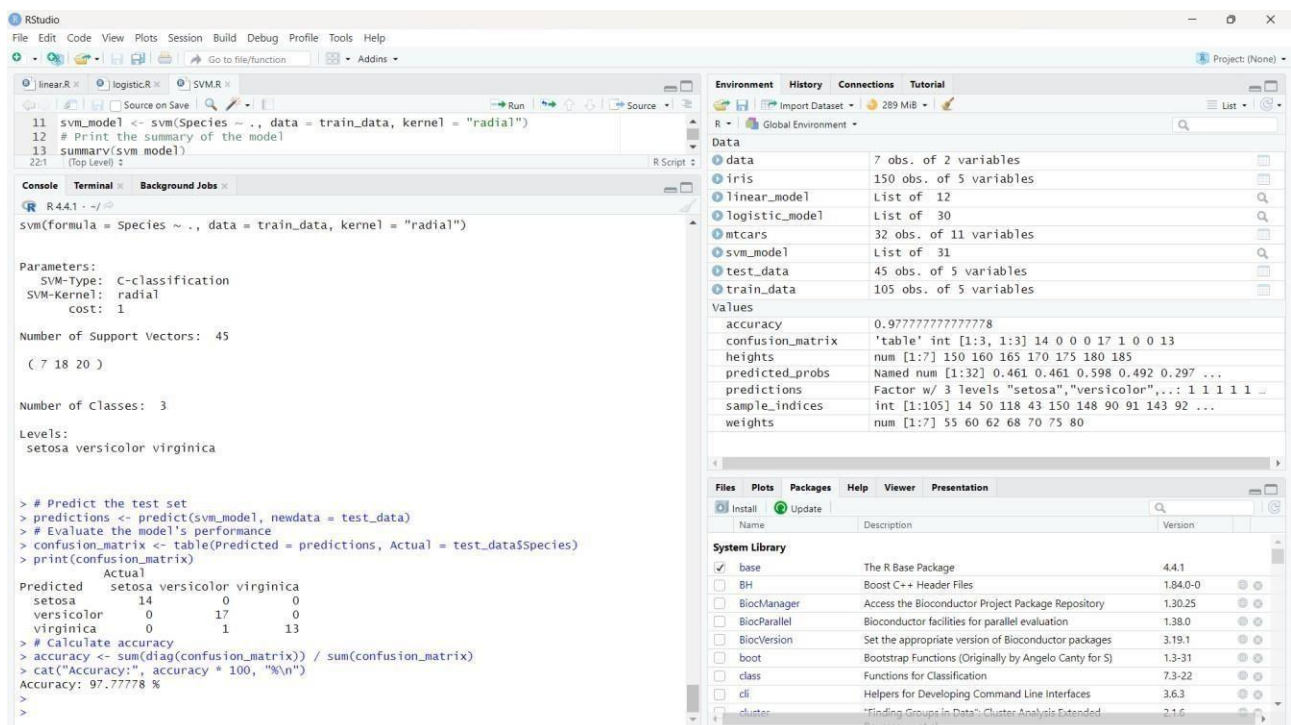 RStudio
File Edit Code View Plots Session Build Debug Profile Tools Help
Go to file/function Addins Project: (None)
linear.R logistic.R SVM.R
Source on Save Run Source
11 svm_model <- svm(Species ~ ., data = train_data, kernel = "radial")
12 # Print the summary of the model
13 summary(svm_model)
22:1 (Top Level) R Script
Console Terminal Background Jobs
R 4.4.1 · ~/
svm(formula = Species ~ ., data = train_data, kernel = "radial")
Parameters:
SVM-Type: C-classification
SVM-Kernel: radial
cost: 1
Number of Support Vectors: 45
( 7 18 20 )
Number of Classes: 3
Levels:
setosa versicolor virginica
> # Predict the test set
> predictions <- predict(svm_model, newdata = test_data)
> # Evaluate the model's performance
> confusion_matrix <- table(Predicted = predictions, Actual = test_data$Species)
> print(confusion_matrix)
Actual
Predicted setosa versicolor virginica
setosa 14 0 0
versicolor 0 17 0
virginica 0 1 13
> # Calculate accuracy
> accuracy <- sum(diag(confusion_matrix)) / sum(confusion_matrix)
> cat("Accuracy:", accuracy * 100, "%\n")
Accuracy: 97.77778 %
>
>
Environment History Connections Tutorial
Import Dataset 289 MiB List
R Global Environment
Data
data 7 obs. of 2 variables
iris 150 obs. of 5 variables
linear_model List of 12
logistic_model List of 30
mtcars 32 obs. of 11 variables
svm_model List of 31
test_data 45 obs. of 5 variables
train_data 105 obs. of 5 variables
Values
accuracy 0.97777777777778
confusion_matrix 'table' int [1:3, 1:3] 14 0 0 0 17 1 0 0 13
heights num [1:7] 150 160 165 170 175 180 185
predicted_probs Named num [1:32] 0.461 0.461 0.598 0.492 0.297 ...
predictions Factor w/ 3 levels "setosa","versicolor",..: 1 1 1 1 1 …
sample_indices int [1:105] 14 50 118 43 150 148 90 91 143 92 ...
weights num [1:7] 55 60 62 68 70 75 80
Files Plots Packages Help Viewer Presentation
Install Update
Name Description Version
System Library
base The R Base Package 4.4.1
BH Boost C++ Header Files 1.84.0-0
BiocManager Access the Bioconductor Project Package Repository 1.30.25
BiocParallel Bioconductor facilities for parallel evaluation 1.38.0
BiocVersion Set the appropriate version of Bioconductor packages 3.19.1
boot Bootstrap Functions (Originally by Angelo Canty for S) 1.3-31
class Functions for Classification 7.3-22
cli Helpers for Developing Command Line Interfaces 3.6.3
cluster "Finding Groups in Data": Cluster Analysis Extended 2.1.6